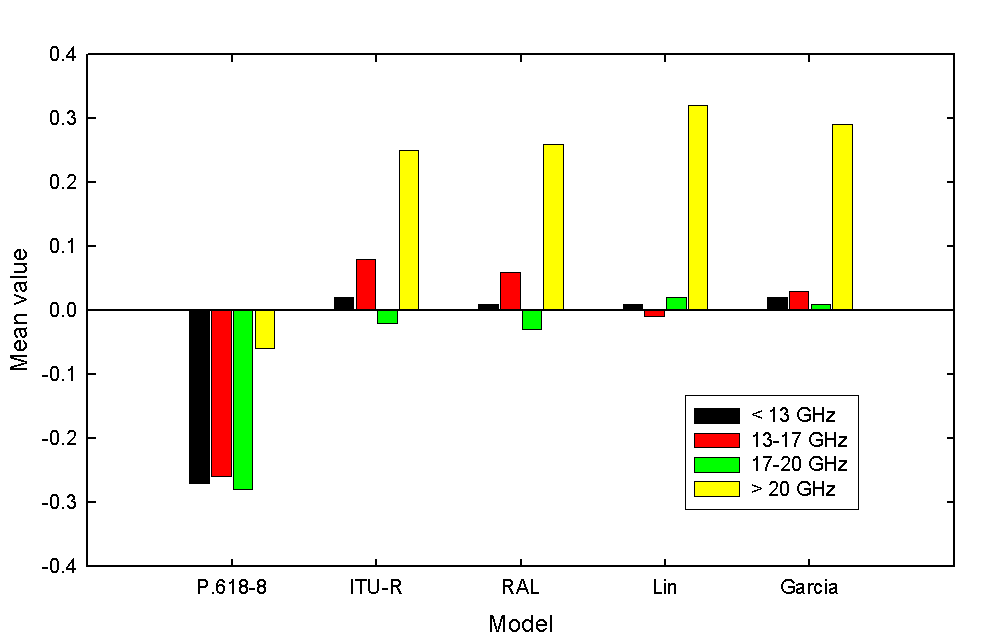 0.4
0.3
0.2
0.1
0.0
-0.1
-0.2
-0.3
-0.4
Mean value
< 13 GHz
13-17 GHz
17-20 GHz
> 20 GHz
P.618-8 ITU-R RAL Lin Garcia
Model